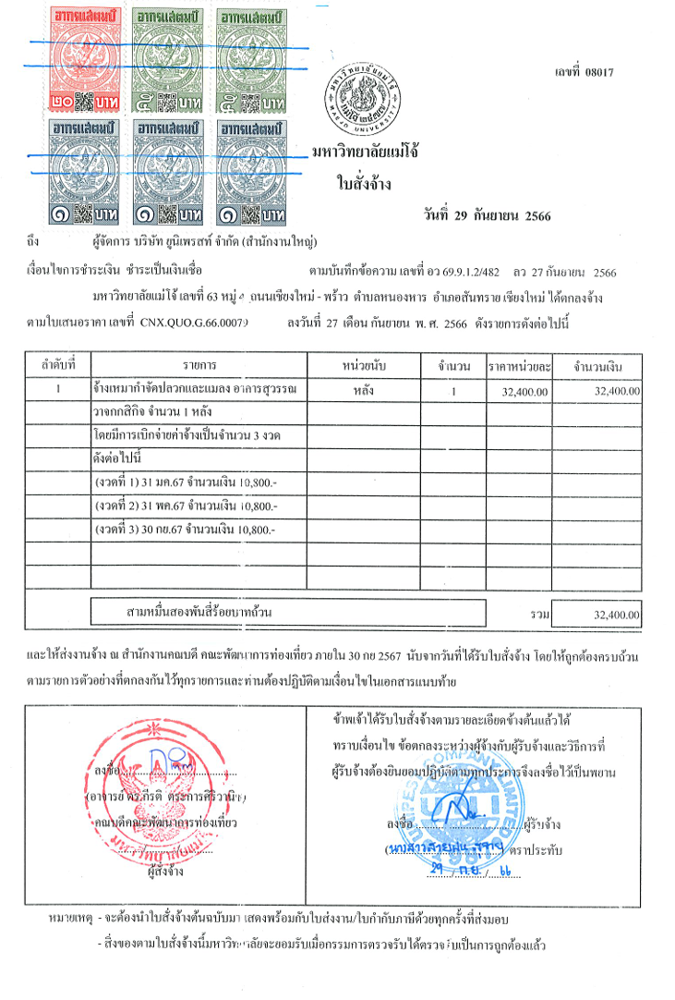 อากรแสตมป์ อากรแสตมป์ อากรแสตมป์
๒๐ บาท ๕ บาท ๕ บาท
อากรแสตมป์ อากรแสตมป์ อากรแสตมป์
๑ บาท ๑ บาท ๑ บาท
เลขที่ 08017
มหาวิทยาลัยแม่โจ้
MAEJO UNIVERSITY
มหาวิทยาลัยแม่โจ้
ใบสั่งจ้าง
วันที่ 29 กันยายน 2566
ถึง ผู้จัดการ บริษัท ยูนิเพรสท์ จำกัด (สำนักงานใหญ่)
เงื่อนไขการชำระเงิน ชำระเป็นเงินเชื่อ ตามบันทึกข้อความ เลขที่ อว 69.9.1.2/482 ลว 27 กันยายน 2566
มหาวิทยาลัยแม่โจ้ เลขที่ 63 หมู่ 4 ถนนเชียงใหม่ - พร้าว ตำบลหนองหาร อำเภอสันทราย เชียงใหม่ ได้ตกลงจ้าง
ตามใบเสนอราคา เลขที่ CNX.QUO.G.66.00079 ลงวันที่ 27 เดือน กันยายน พ. ศ. 2566 ดังรายการดังต่อไปนี้
ลำดับที่ รายการ หน่วยนับ จำนวน ราคาหน่วยละ จำนวนเงิน
1 จ้างเหมากำจัดปลวกและแมลง อาคารสุวรรณ หลัง 1 32,400.00 32,400.00
วาจกกสิกิจ จำนวน 1 หลัง
โดยมีการเบิกจ่ายค่าจ้างเป็นจำนวน 3 งวด
ดังต่อไปนี้
(งวดที่ 1) 31 มค.67 จำนวนเงิน 10,800.-
(งวดที่ 2) 31 พค.67 จำนวนเงิน 10,800.-
(งวดที่ 3) 30 กย.67 จำนวนเงิน 10,800.-
สามหมื่นสองพันสี่ร้อยบาทถ้วน รวม 32,400.00
และให้ส่งงานจ้าง ณ สำนักงานคณบดี คณะพัฒนาการท่องเที่ยว ภายใน 30 กย 2567 นับจากวันที่ได้รับใบสั่งจ้าง โดยให้ถูกต้องครบถ้วน
ตามรายการตัวอย่างที่ตกลงกันไว้ทุกรายการและท่านต้องปฏิบัติตามเงื่อนไขในเอกสารแนบท้าย
ลงชื่อ
(อาจารย์ ดร.กีรติ ตระการศิริวานิช)
คณบดีคณะพัฒนาการท่องเที่ยว
ผู้สั่งจ้าง
มหาวิทยาลัยแม่โจ้
ข้าพเจ้าได้รับใบสั่งจ้างตามรายละเอียดข้างต้นแล้วได้
ทราบเงื่อนไข ข้อตกลงระหว่างผู้จ้างกับผู้รับจ้างและวิธีการที่
ผู้รับจ้างต้องยินยอมปฏิบัติตามทุกประการจึงลงชื่อไว้เป็นพยาน
ลงชื่อ ผู้รับจ้าง
(นางสาวสายฝน) ตราประทับ
29 / ก.ย. / 66
COMPANY LIMITED
หมายเหตุ - จะต้องนำใบสั่งจ้างต้นฉบับมาแสดงพร้อมกับใบส่งงาน/ใบกำกับภาษีด้วยทุกครั้งที่ส่งมอบ
- สิ่งของตามใบสั่งจ้างนี้มหาวิทยาลัยจะยอมรับเมื่อกรรมการตรวจรับได้ตรวจรับเป็นการถูกต้องแล้ว